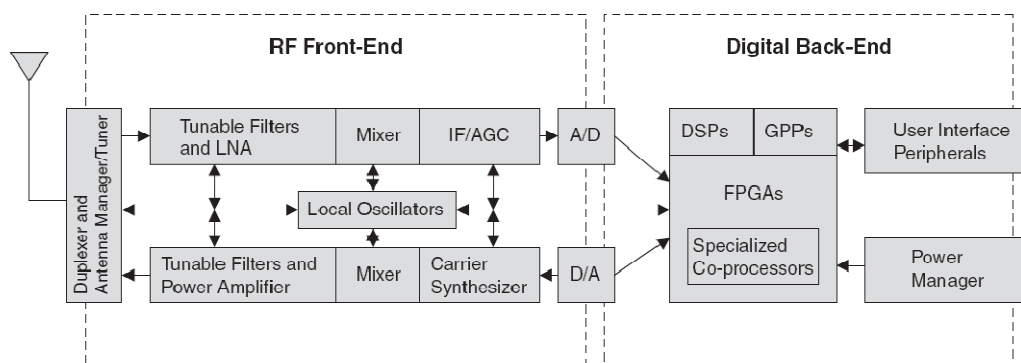 RF Front-End
Digital Back-End
Duplexer and
Antenna Manager/Tuner
Tunable Filters
and LNA
Mixer
IF/AGC
A/D
DSPs
GPPs
User Interface
Peripherals
FPGAs
Local Oscillators
Specialized
Co-processors
Tunable Filters and
Power Amplifier
Mixer
Carrier
Synthesizer
D/A
Power
Manager